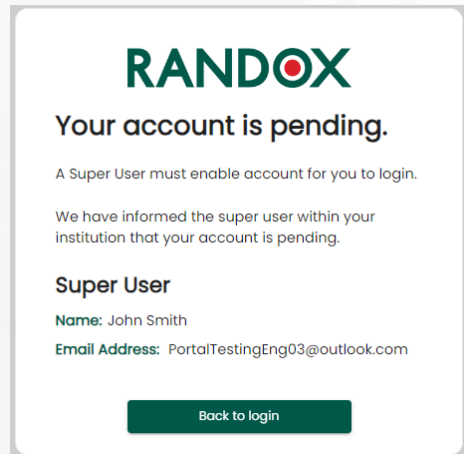 RANDOX
Your account is pending.
A Super User must enable account for you to login.
We have informed the super user within your
institution that your account is pending.
Super User
Name: John Smith
Email Address: PortalTestingEng03@outlook.com
Back to login